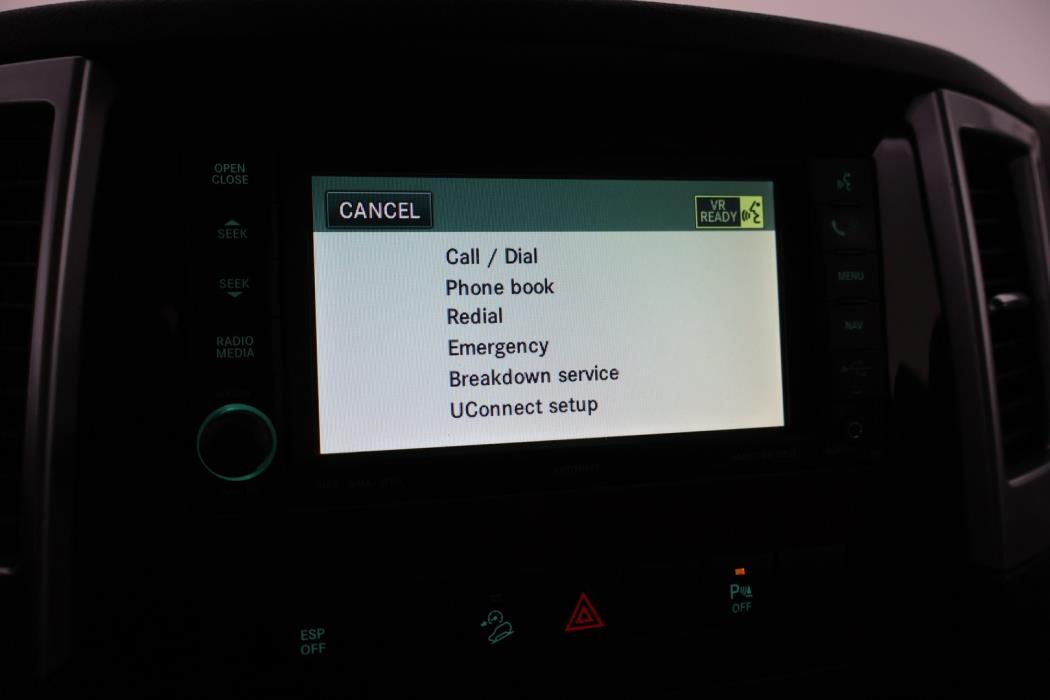 OPEN
CLOSE
SEEK
SEEK
RADIO
MEDIA
CANCEL
VR
READY
Call / Dial
Phone book
Redial
Emergency
Breakdown service
UConnect setup
MENU
NAV
ESP
OFF
P
OFF